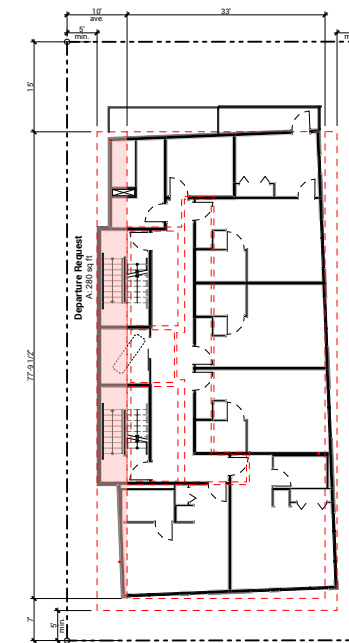 10'
ave.
33'
5'
min.
m
15'
Departure Request
A: 280 sq ft
77'-9 1/2"
7'
5'
min.